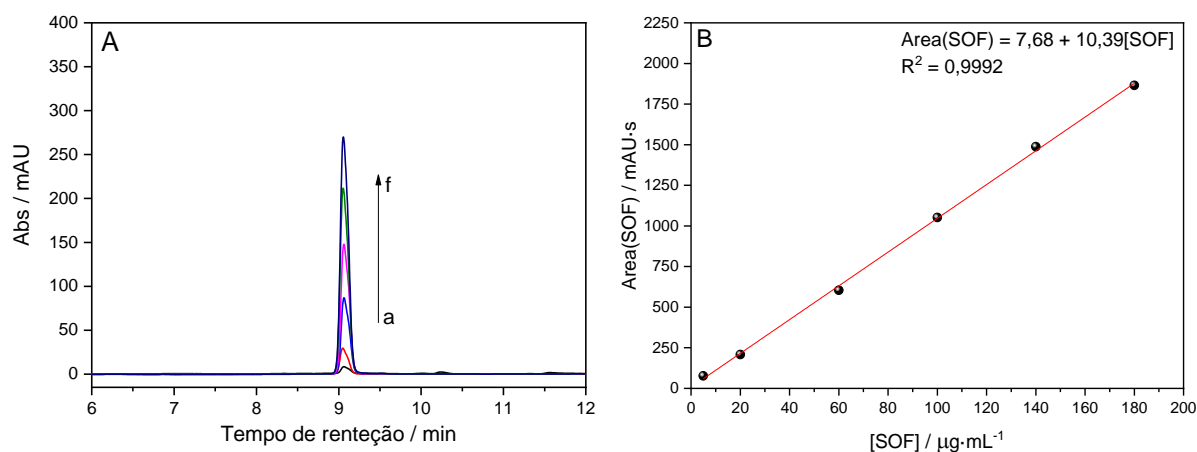 A
400
350
300
250
200
150
100
50
0
Abs / mAU
f
a
6 7 8 9 10 11 12
Tempo de renteção / min
B
Area(SOF) = 7,68 + 10,39[SOF]
R² = 0,9992
2250
2000
1750
1500
1250
1000
750
500
250
0
Area(SOF) / mAU·s
0 20 40 60 80 100 120 140 160 180 200
[SOF] / μg·mL⁻¹